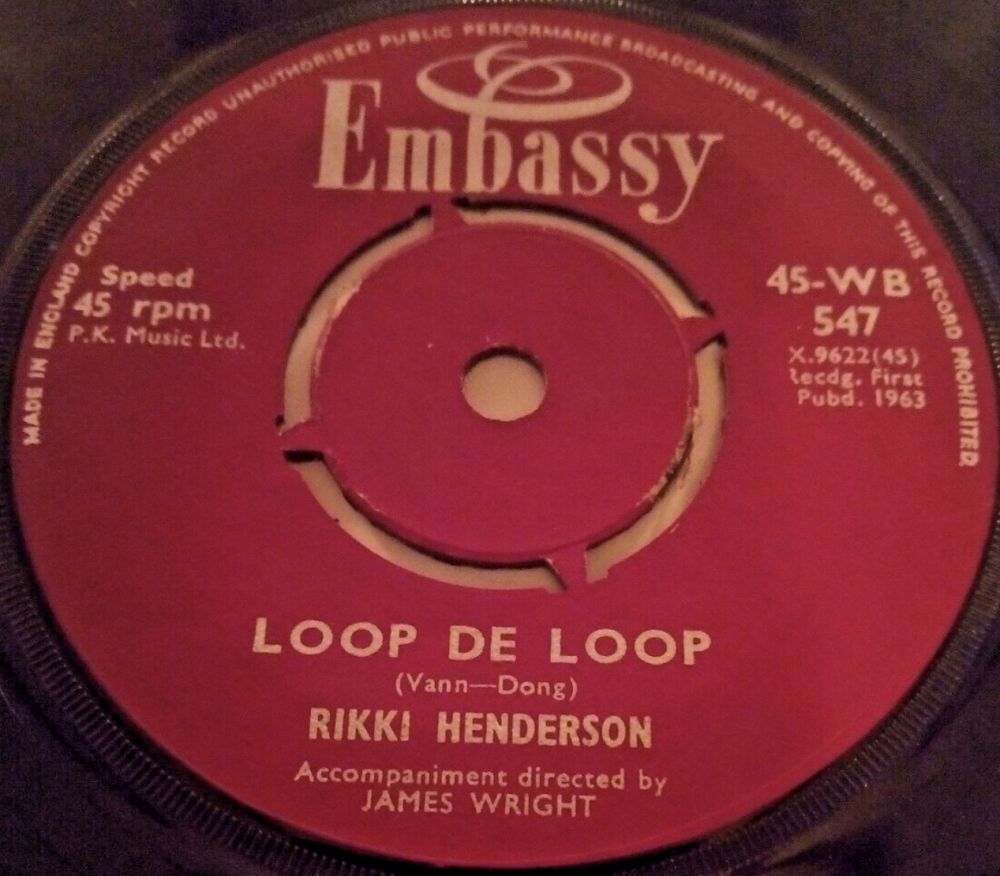 MADE IN ENGLAND COPYRIGHT RECORD UNAUTHORISED PUBLIC PERFORMANCE BROADCASTING AND COPYING OF THIS RECORD PROHIBITED
Embassy
Speed
45 rpm
P.K. Music Ltd.
45-WB
547
X.9622(45)
Recdg. First
Pubd. 1963
LOOP DE LOOP
(Vann—Dong)
RIKKI HENDERSON
Accompaniment directed by
JAMES WRIGHT